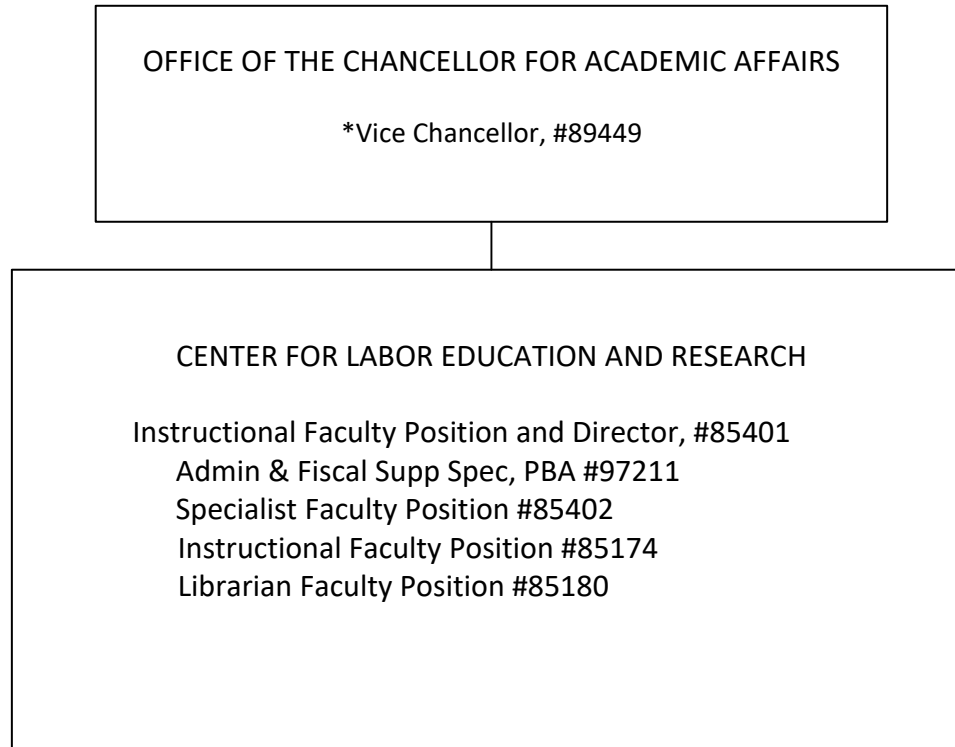 OFFICE OF THE CHANCELLOR FOR ACADEMIC AFFAIRS
*Vice Chancellor, #89449
CENTER FOR LABOR EDUCATION AND RESEARCH
Instructional Faculty Position and Director, #85401
Admin & Fiscal Supp Spec, PBA #97211
Specialist Faculty Position #85402
Instructional Faculty Position #85174
Librarian Faculty Position #85180